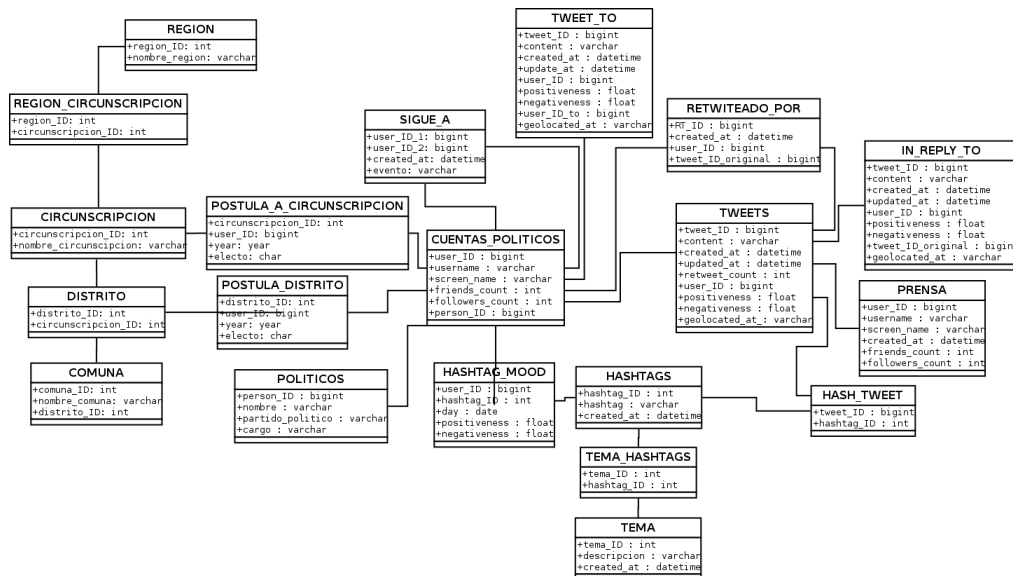 REGION
+region_ID: int
+nombre_region: varchar
REGION_CIRCUNSCRIPCION
+region_ID: int
+circunscripcion_ID: int
CIRCUNSCRIPCION
+circunscripcion_ID: int
+nombre_circunscipcion: varchar
DISTRITO
+distrito_ID: int
+circunscripcion_ID: int
COMUNA
+comuna_ID: int
+nombre_comuna: varchar
+distrito_ID: int
POSTULA_A_CIRCUNSCRIPCION
+circunscripcion_ID: int
+user_ID: bigint
+year: year
+electo: char
POSTULA_DISTRITO
+distrito_ID: int
+user_ID: bigint
+year: year
+electo: char
POLITICOS
+person_ID : bigint
+nombre : varchar
+partido_politico : varchar
+cargo : varchar
SIGUE_A
+user_ID_1: bigint
+user_ID_2: bigint
+created_at: datetime
+evento: varchar
CUENTAS_POLITICOS
+user_ID : bigint
+username : varchar
+screen_name : varchar
+friends_count : int
+followers_count : int
+person_ID : bigint
HASHTAG_MOOD
+user_ID : bigint
+hashtag_ID : int
+day : date
+positiveness : float
+negativeness : float
TWEET_TO
+tweet_ID : bigint
+content : varchar
+created_at : datetime
+update_at : datetime
+user_ID : bigint
+positiveness : float
+negativeness : float
+user_ID_to : bigint
+geolocated_at : varchar
HASHTAGS
+hashtag_ID : int
+hashtag : varchar
+created_at : datetime
TEMA_HASHTAGS
+tema_ID : int
+hashtag_ID : int
TEMA
+tema_ID : int
+descripcion : varchar
+created_at : datetime
RETWITEADO_POR
+RT_ID : bigint
+created_at : datetime
+user_ID : bigint
+tweet_ID_original : bigint
TWEETS
+tweet_ID : bigint
+content : varchar
+created_at : datetime
+updated_at : datetime
+retweet_count : int
+user_ID : bigint
+positiveness : float
+negativeness : float
+geolocated_at_: varchar
IN_REPLY_TO
+tweet_ID : bigint
+content : varchar
+created_at : datetime
+updated_at : datetime
+user_ID : bigint
+positiveness : float
+negativeness : float
+tweet_ID_original : bigin
+geolocated_at : varchar
PRENSA
+user_ID : bigint
+username : varchar
+screen_name : varchar
+created_at : datetime
+friends_count : int
+followers_count : int
HASH_TWEET
+tweet_ID : bigint
+hashtag_ID : int